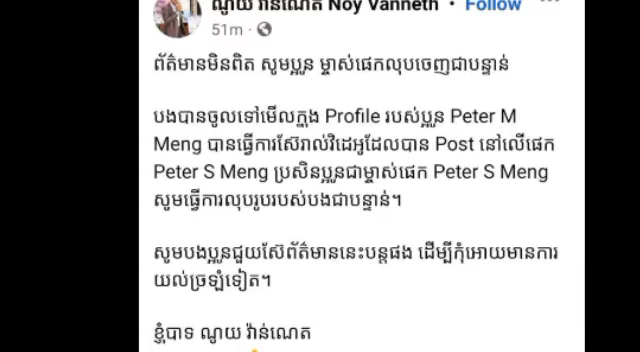 ណូយ វ៉ាន់ណេត Noy Vanneth · Follow
51m ·
ព័ត៌មានមិនពិត សូមប្អូន ម្ចាស់ផេកលុបចេញជាបន្ទាន់
បងបានចូលទៅមើលក្នុង Profile របស់ប្អូន Peter M
Meng បានធ្វើការស៊ែរាល់វិដេអូដែលបាន Post នៅលើផេក
Peter S Meng ប្រសិនប្អូនជាម្ចាស់ផេក Peter S Meng
សូមធ្វើការលុបរូបរបស់បងជាបន្ទាន់។
សូមបងប្អូនជួយស៊ែព័ត៌មាននេះបន្តផង ដើម្បីកុំអោយមានការ
យល់ច្រឡំទៀត។
ខ្ញុំបាទ ណូយ វ៉ាន់ណេត